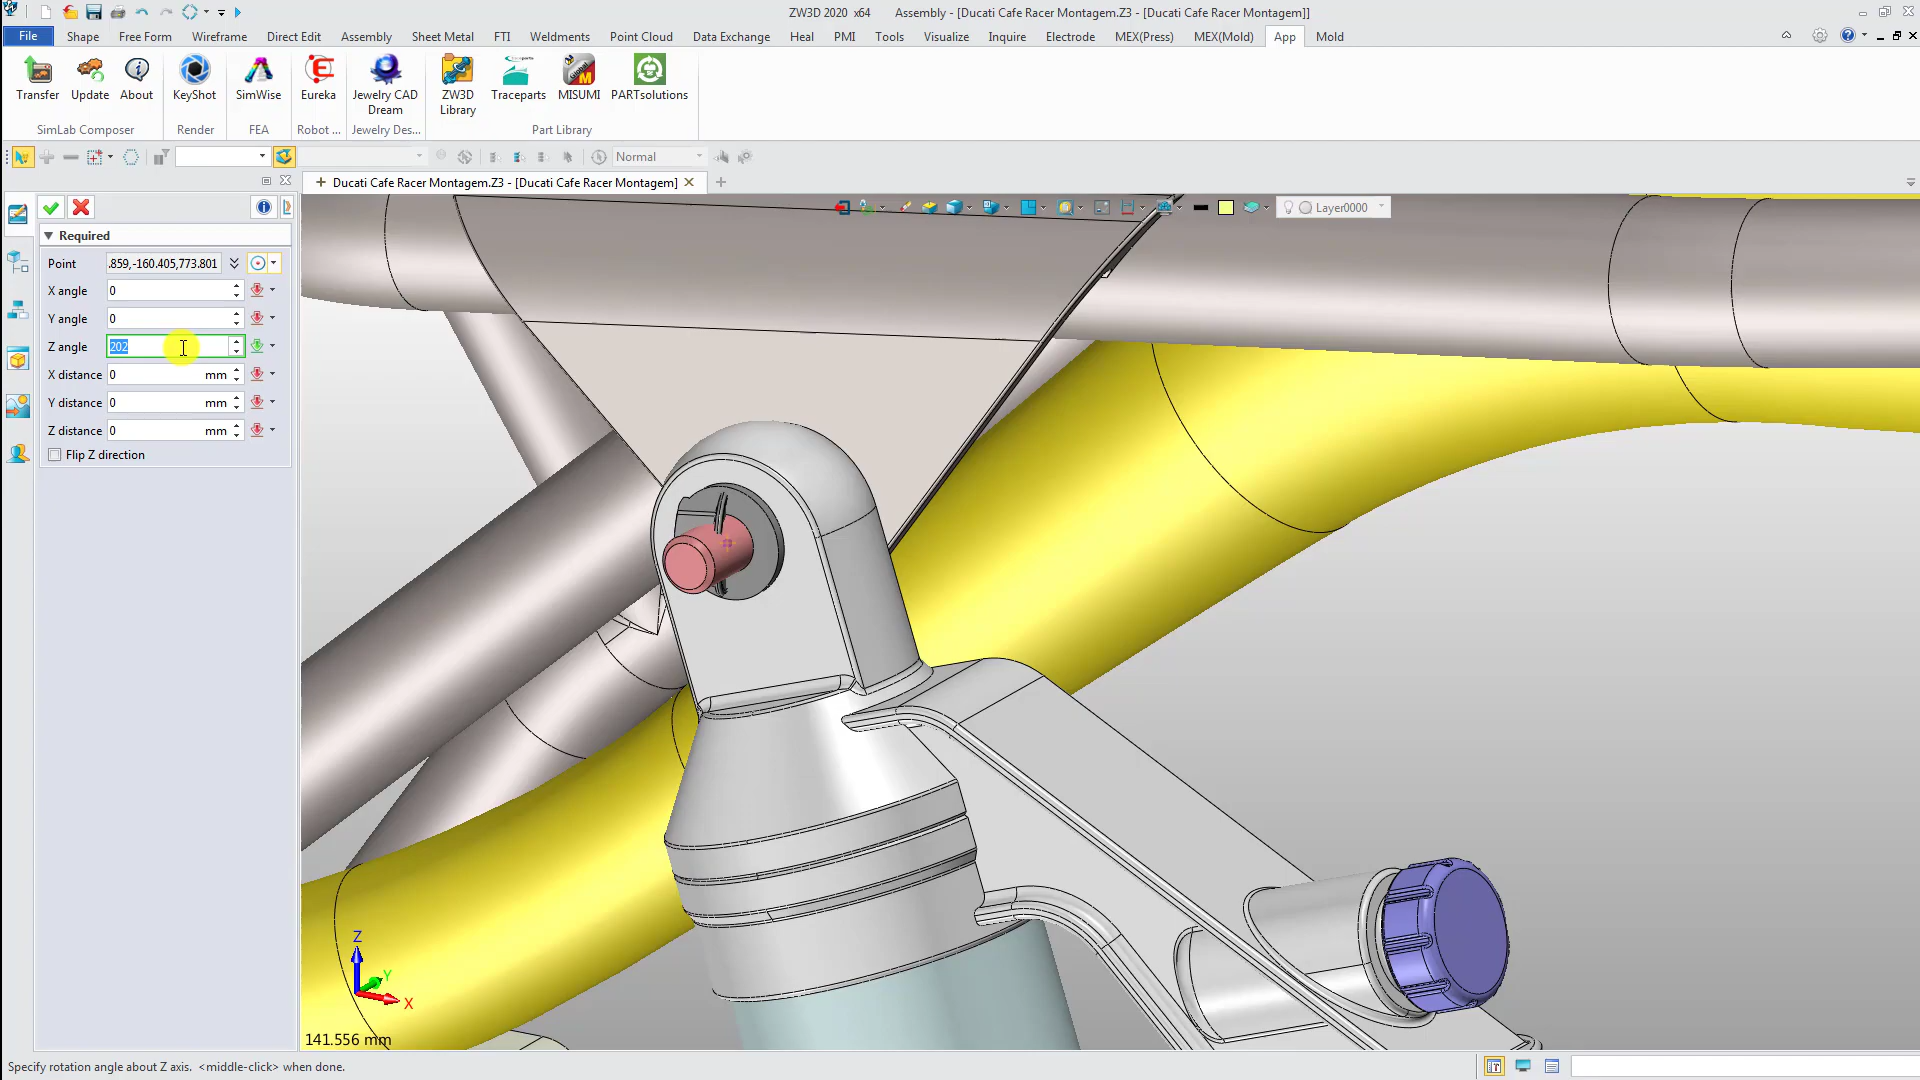 ZW3D 2020 x64 Assembly - [Ducati Cafe Racer Montagem.Z3 - [Ducati Cafe Racer Montagem]]
File Shape Free Form Wireframe Direct Edit Assembly Sheet Metal FTI Weldments Point Cloud Data Exchange Heal PMI Tools Visualize Inquire Electrode MEX(Press) MEX(Mold) App Mold
Transfer Update About KeyShot SimWise Eureka Jewelry CAD Dream ZW3D Library Traceparts MISUMI PARTsolutions
SimLab Composer Render FEA Robot ... Jewelry Des... Part Library
Normal
Ducati Cafe Racer Montagem.Z3 - [Ducati Cafe Racer Montagem]
Layer0000
Required
Point .859,-160.405,773.801
X angle 0
Y angle 0
Z angle 202
X distance 0 mm
Y distance 0 mm
Z distance 0 mm
Flip Z direction
Z
Y
X
141.556 mm
Specify rotation angle about Z axis. <middle-click> when done.